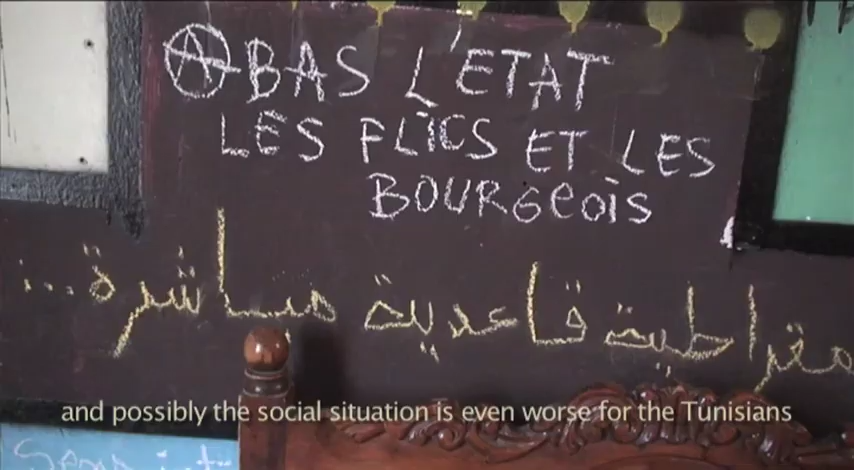 Ⓐ BAS L'ETAT
LES FLICS ET LES
BOURGeois
مقراطية قاعدية مباشرة...
and possibly the social situation is even worse for the Tunisians